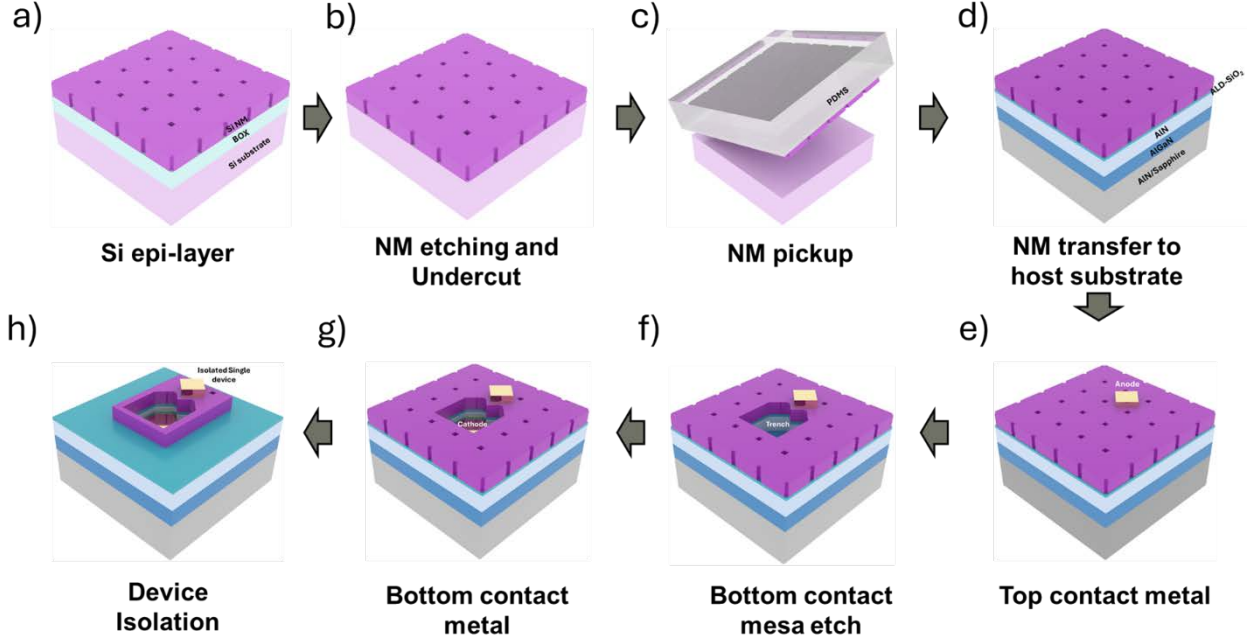 a)
Si NM
BOX
Si substrate
Si epi-layer
b)
NM etching and
Undercut
c)
PDMS
NM pickup
d)
ALD-SiO₂
AlN
AlGaN
AlN/Sapphire
NM transfer to
host substrate
e)
Anode
Top contact metal
f)
Trench
Bottom contact
mesa etch
g)
Cathode
Bottom contact
metal
h)
Isolated Single
device
Device
Isolation